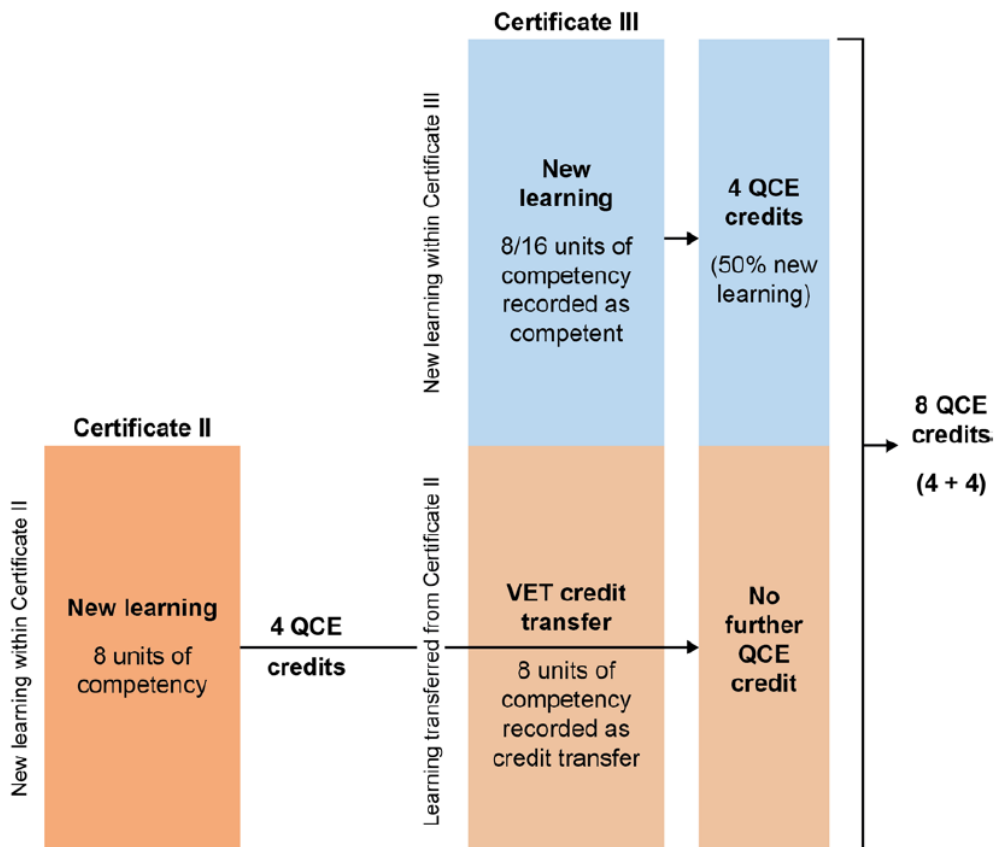 Certificate III
New learning within Certificate III
New
learning
8/16 units of
competency
recorded as
competent
4 QCE
credits
(50% new
learning)
8 QCE
credits
(4 + 4)
Certificate II
New learning within Certificate II
New learning
8 units of
competency
4 QCE
credits
Learning transferred from Certificate II
VET credit
transfer
8 units of
competency
recorded as
credit transfer
No
further
QCE
credit